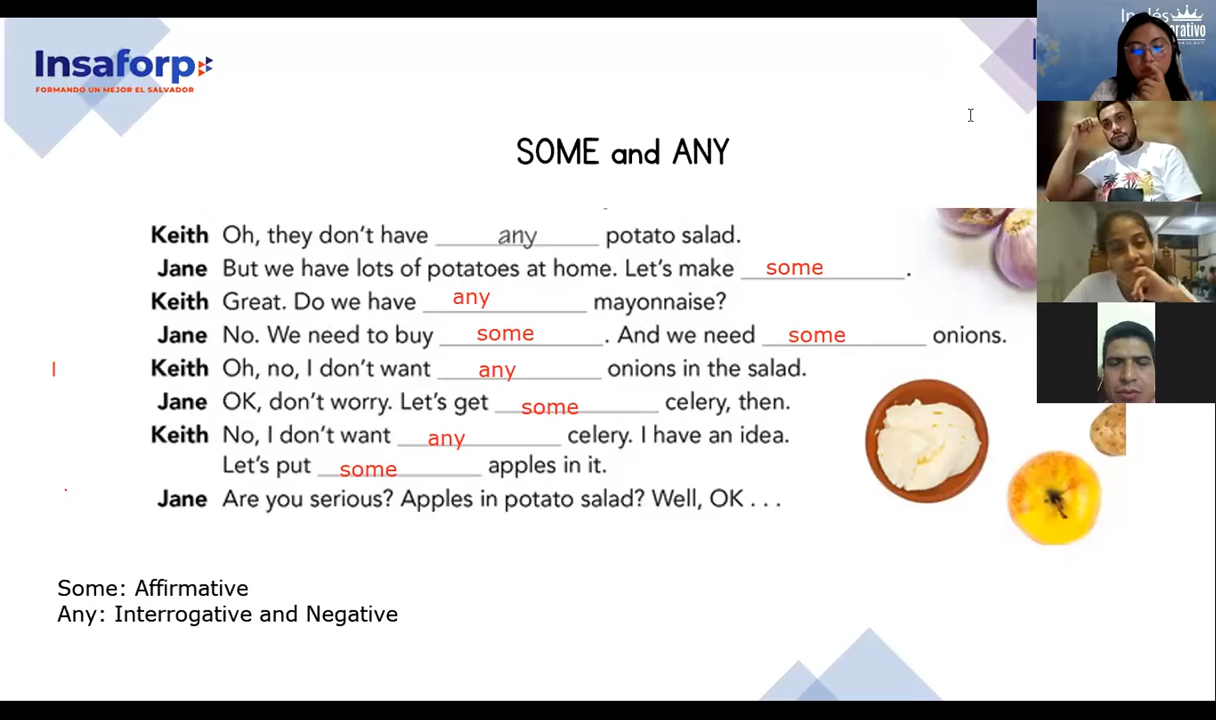 Insaforp
FORMANDO UN MEJOR EL SALVADOR
SOME and ANY
Keith Oh, they don't have any potato salad.
Jane But we have lots of potatoes at home. Let's make some.
Keith Great. Do we have any mayonnaise?
Jane No. We need to buy some. And we need some onions.
Keith Oh, no, I don't want any onions in the salad.
Jane OK, don't worry. Let's get some celery, then.
Keith No, I don't want any celery. I have an idea.
Let's put some apples in it.
Jane Are you serious? Apples in potato salad? Well, OK . . .
Some: Affirmative
Any: Interrogative and Negative